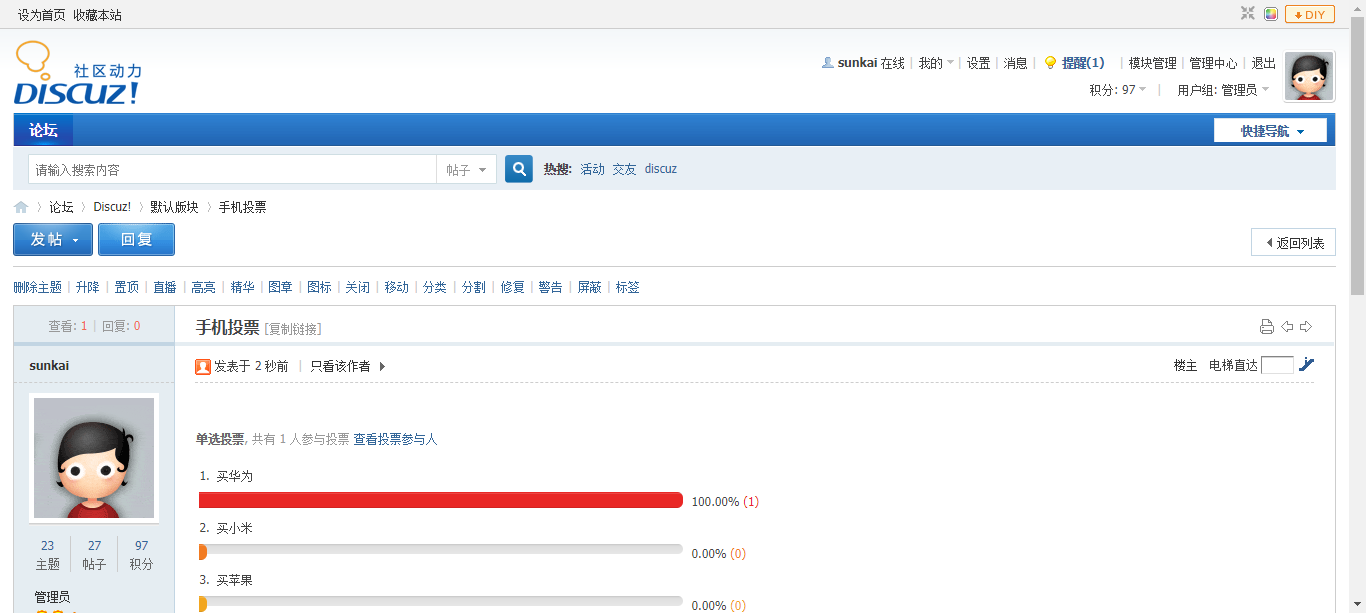 设为首页 收藏本站
DIY
社区动力
DISCUZ!
sunkai 在线 我的 设置 消息 提醒(1) 模块管理 管理中心 退出
积分: 97 用户组: 管理员
论坛
快捷导航
请输入搜索内容 帖子 热搜: 活动 交友 discuz
论坛 Discuz! 默认版块 手机投票
发帖 回复
返回列表
删除主题 升降 置顶 直播 高亮 精华 图章 图标 关闭 移动 分类 分割 修复 警告 屏蔽 标签
查看: 1 回复: 0
手机投票 [复制链接]
sunkai
发表于 2 秒前 只看该作者
楼主 电梯直达
单选投票, 共有 1 人参与投票 查看投票参与人
1. 买华为
100.00% (1)
2. 买小米
0.00% (0)
3. 买苹果
0.00% (0)
23 27 97
主题 帖子 积分
管理员